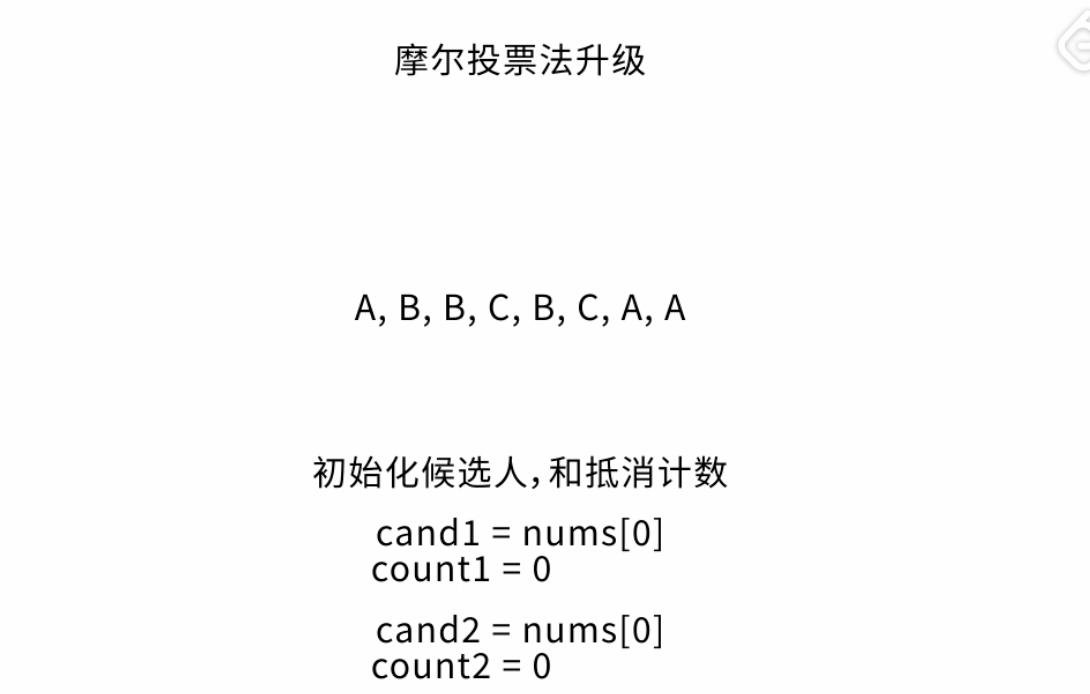 摩尔投票法升级
A, B, B, C, B, C, A, A
初始化候选人，和抵消计数
cand1 = nums[0]
count1 = 0
cand2 = nums[0]
count2 = 0